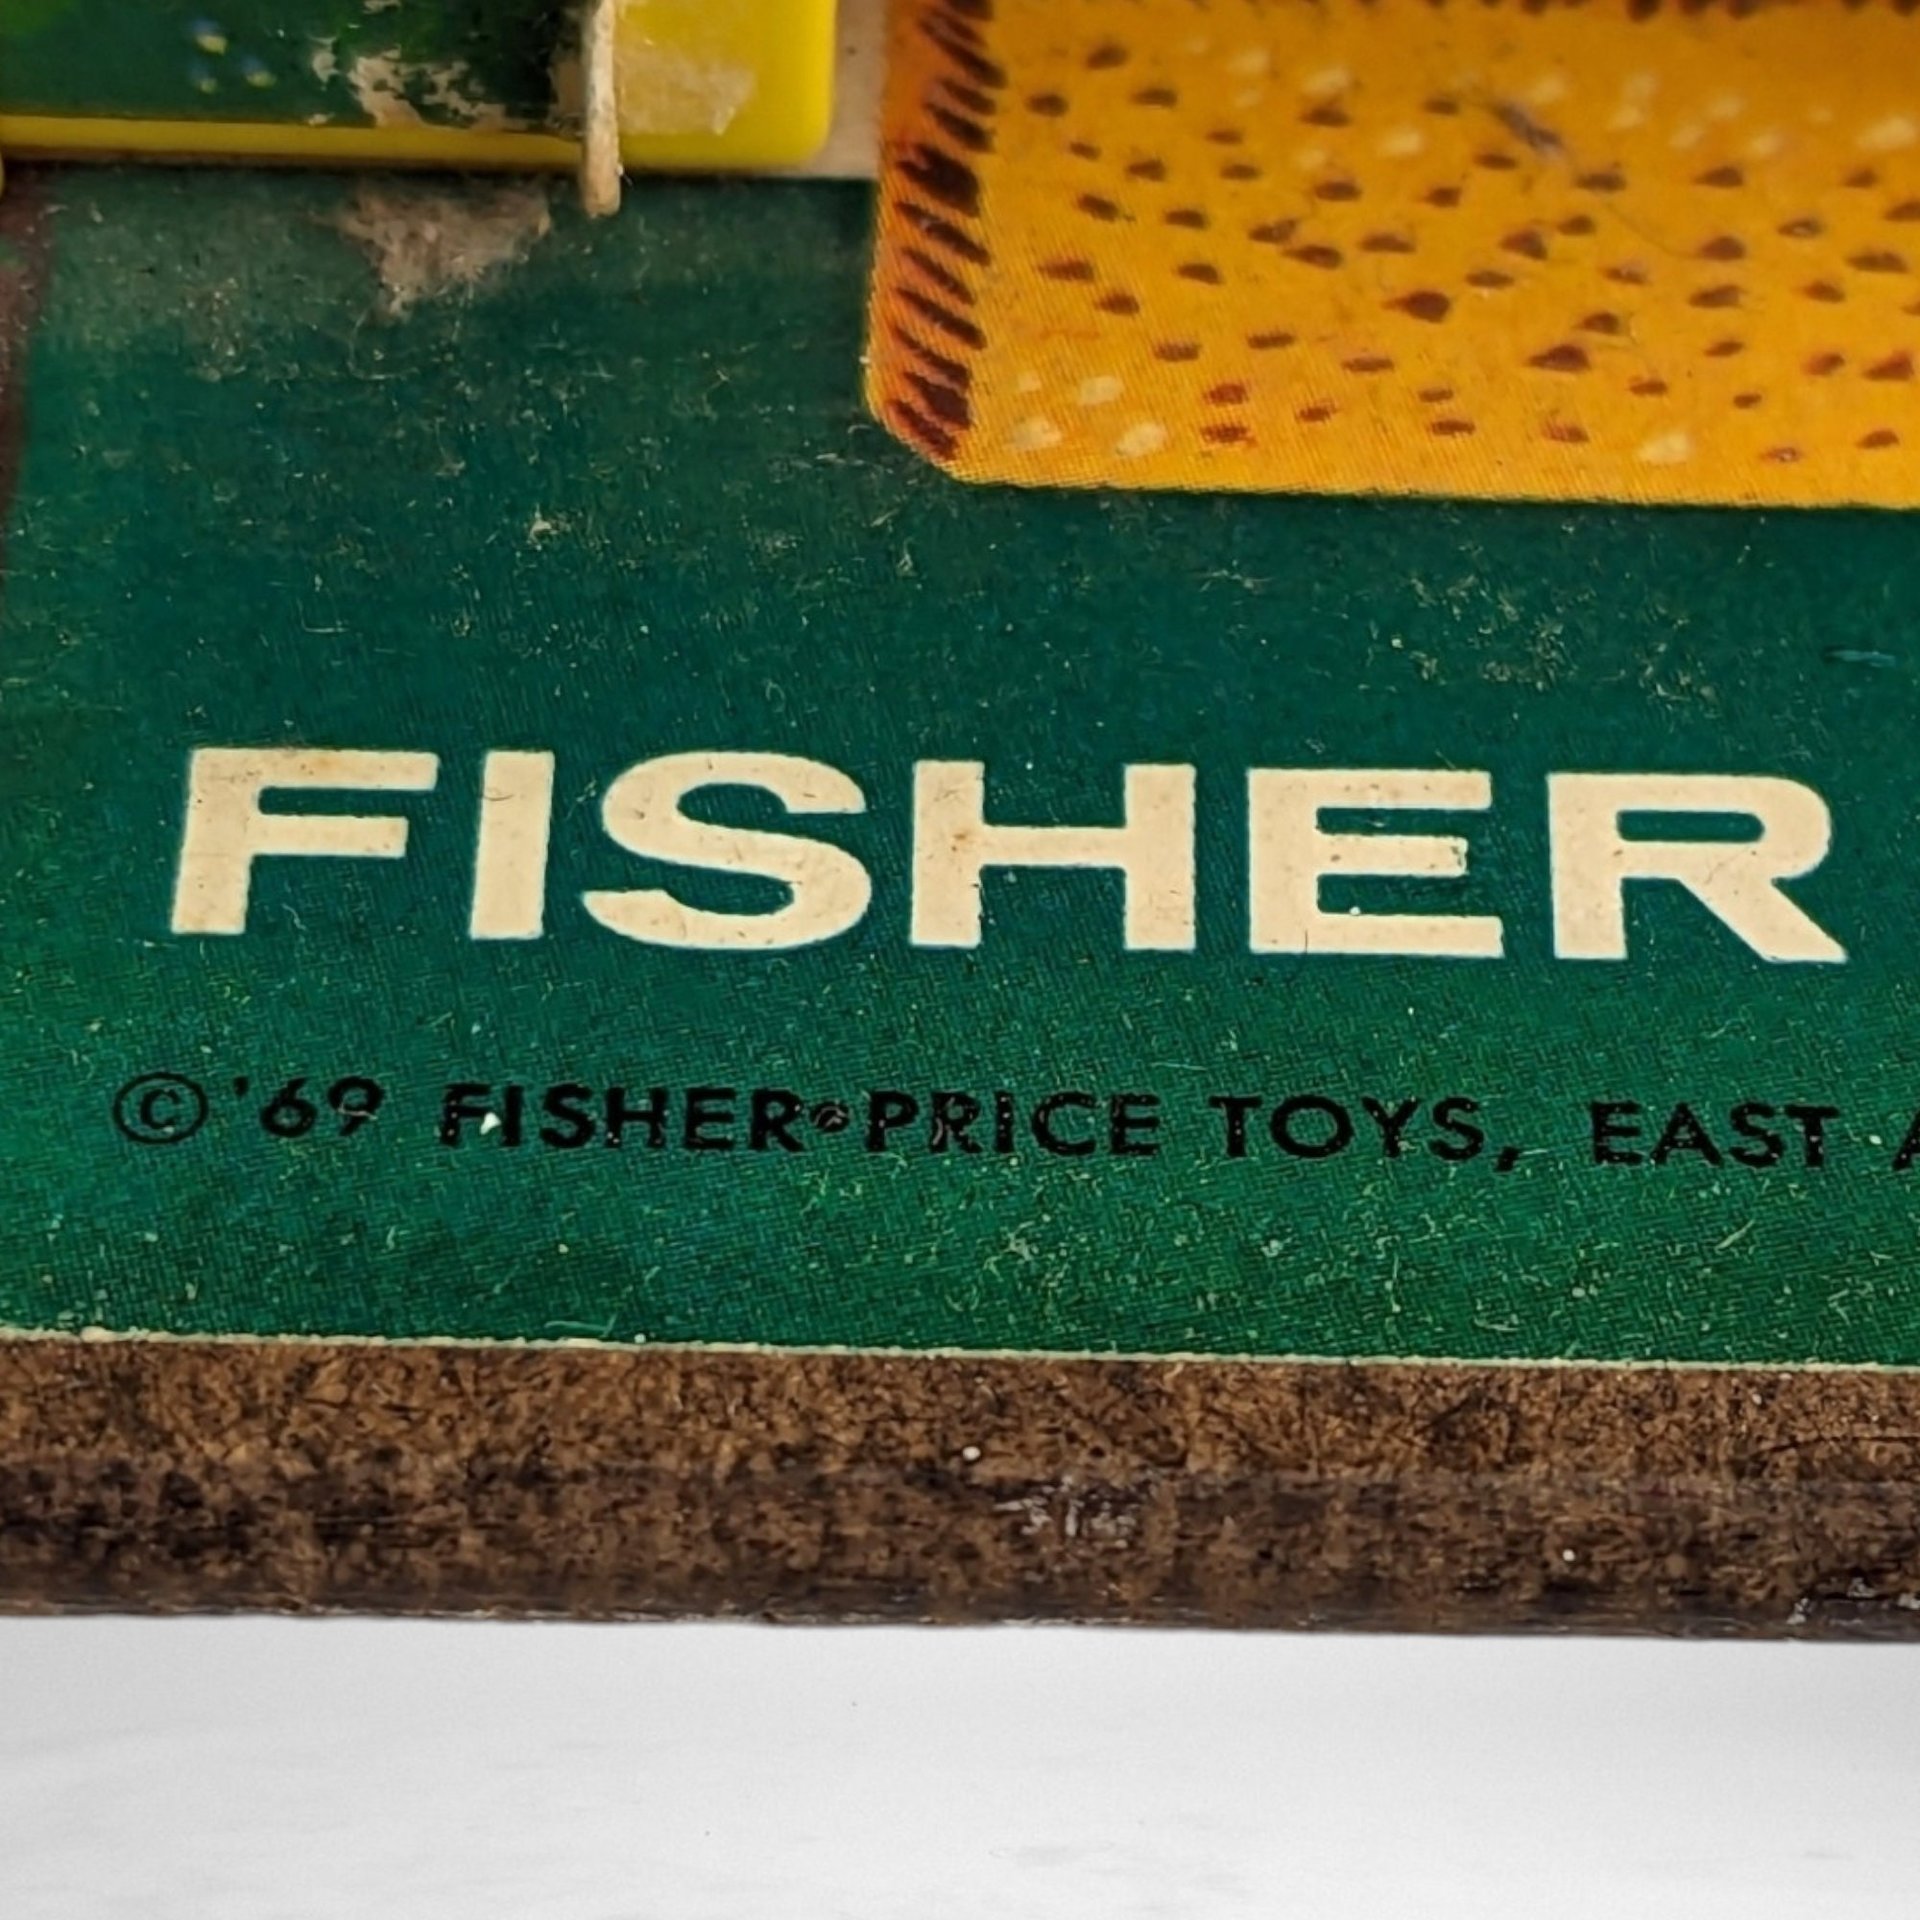 FISHER
©'69 FISHER•PRICE TOYS, EAST